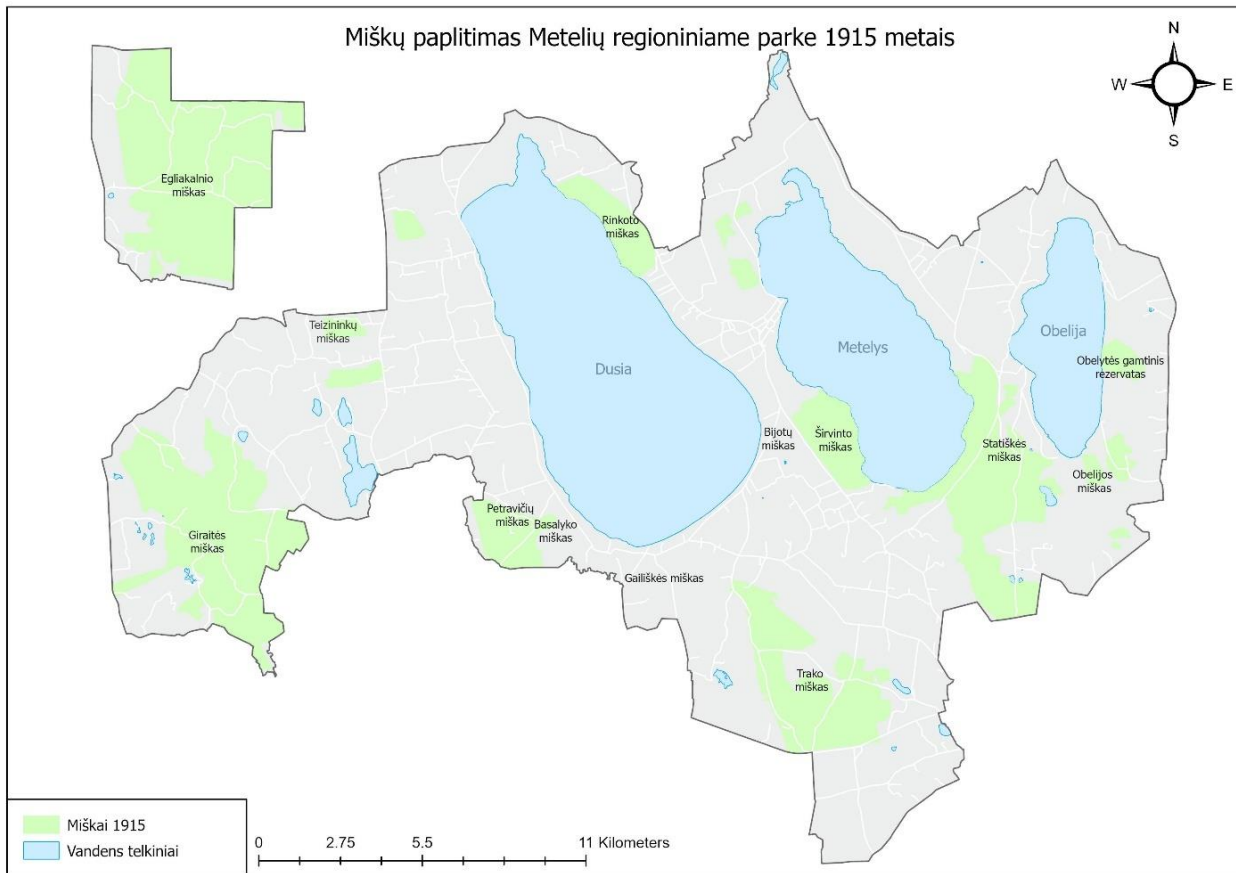 Miškų paplitimas Metelių regioniniame parke 1915 metais
N
W
E
S
Egliakalnio
miškas
Rinkoto
miškas
Teizininkų
miškas
Dusia
Metelys
Obelija
Obelytės gamtinis
rezervatas
Bijotų
miškas
Širvinto
miškas
Statiškės
miškas
Obelijos
miškas
Petravičių
miškas
Basalyko
miškas
Giraitės
miškas
Gailiškės miškas
Trako
miškas
Miškai 1915
Vandens telkiniai
0 2.75 5.5 11 Kilometers